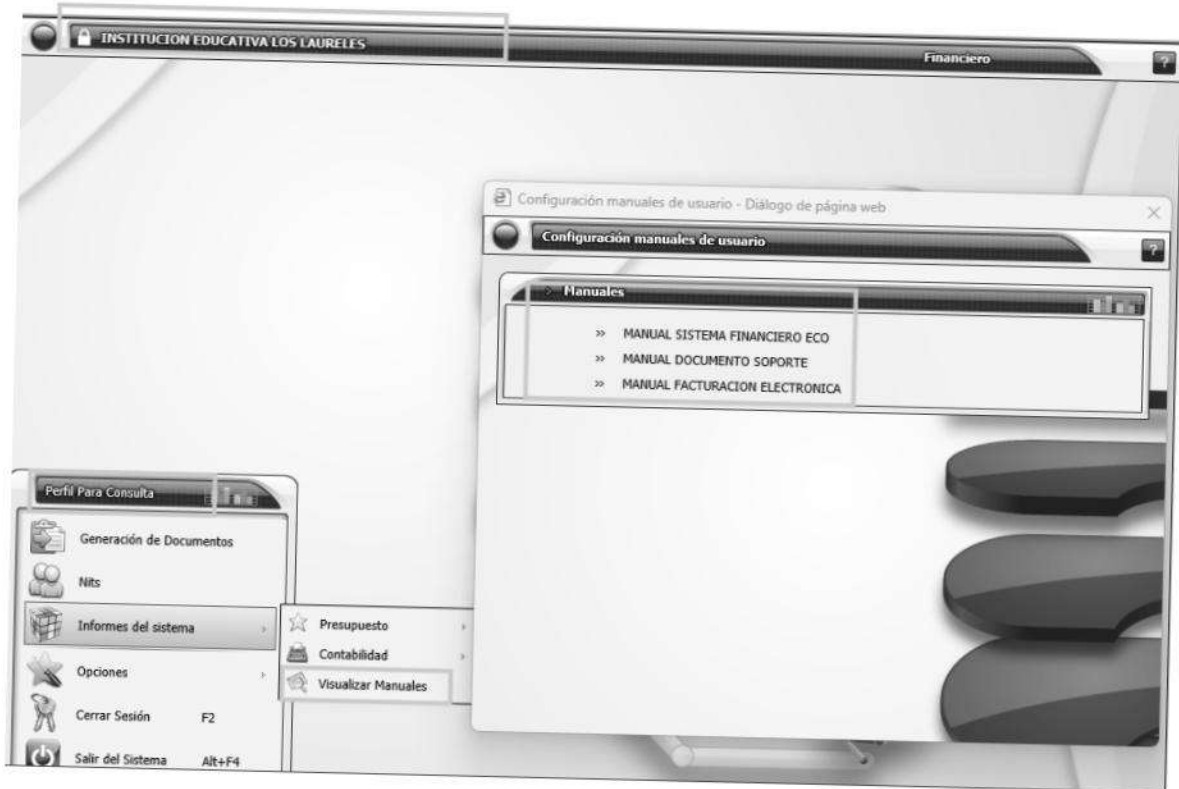 INSTITUCION EDUCATIVA LOS LAURELES
Financiero
?
Configuración manuales de usuario - Diálogo de página web
Configuración manuales de usuario
?
Manuales
» MANUAL SISTEMA FINANCIERO ECO
» MANUAL DOCUMENTO SOPORTE
» MANUAL FACTURACION ELECTRONICA
Perfil Para Consulta
Generación de Documentos
Nits
Informes del sistema
Presupuesto
Contabilidad
Visualizar Manuales
Opciones
Cerrar Sesión F2
Salir del Sistema Alt+F4